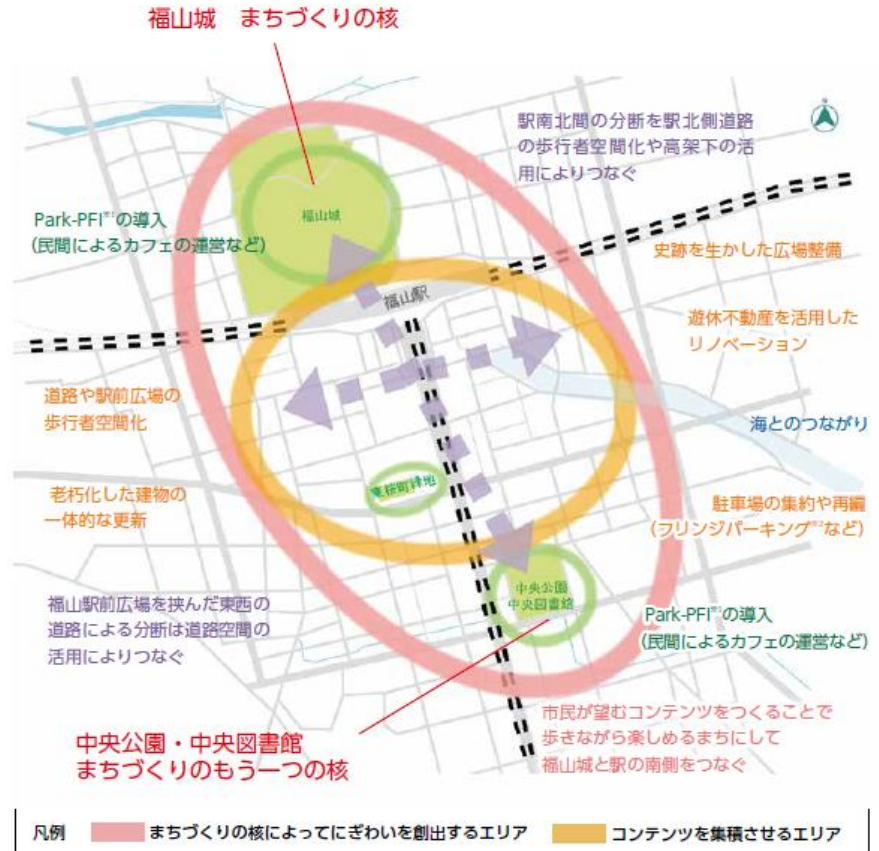 福山城 まちづくりの核
駅南北間の分断を駅北側道路
の歩行者空間化や高架下の活
用によりつなぐ
Park-PFI※1の導入
(民間によるカフェの運営など)
福山城
福山駅
史跡を生かした広場整備
遊休不動産を活用した
リノベーション
道路や駅前広場の
歩行者空間化
海とのつながり
老朽化した建物の
一体的な更新
東桜町緑地
駐車場の集約や再編
(フリンジパーキング※2など)
中央公園
中央図書館
福山駅前広場を挟んだ東西の
道路による分断は道路空間の
活用によりつなぐ
Park-PFI※1の導入
(民間によるカフェの運営など)
市民が望むコンテンツをつくることで
歩きながら楽しめるまちにして
福山城と駅の南側をつなぐ
中央公園・中央図書館
まちづくりのもう一つの核
凡例 まちづくりの核によってにぎわいを創出するエリア コンテンツを集積させるエリア